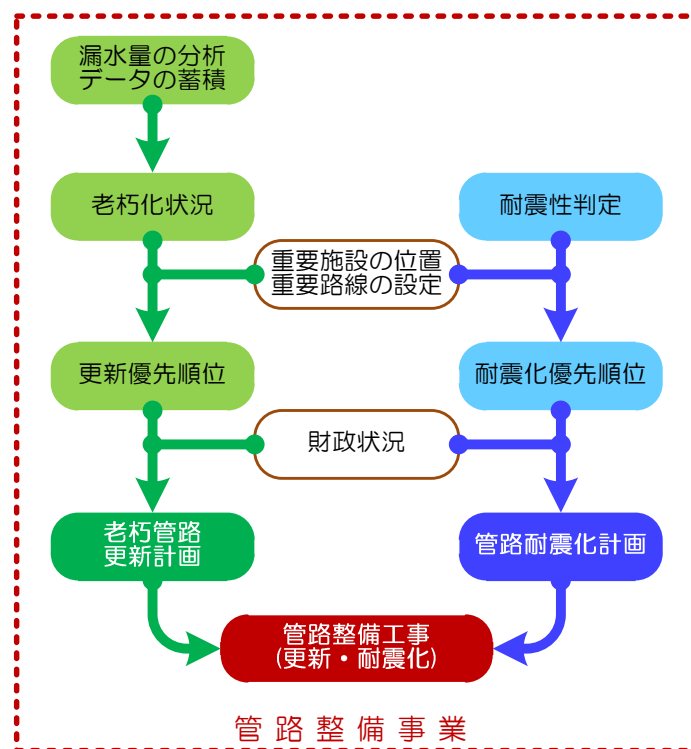 漏水量の分析
データの蓄積
老朽化状況
耐震性判定
重要施設の位置
重要路線の設定
更新優先順位
耐震化優先順位
財政状況
老朽管路
更新計画
管路耐震化計画
管路整備工事
(更新・耐震化)
管路整備事業